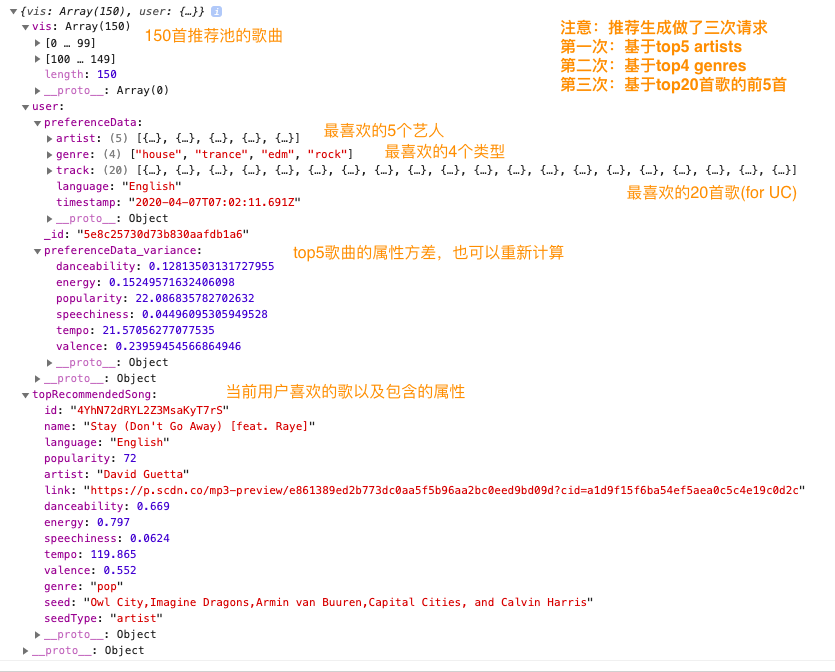 {vis: Array(150), user: {…}} i
vis: Array(150)
150首推荐池的歌曲
[0 … 99]
[100 … 149]
length: 150
__proto__: Array(0)
注意：推荐生成做了三次请求
第一次：基于top5 artists
第二次：基于top4 genres
第三次：基于top20首歌的前5首
user:
preferenceData:
artist: (5) [{…}, {…}, {…}, {…}, {…}] 最喜欢的5个艺人
genre: (4) ["house", "trance", "edm", "rock"] 最喜欢的4个类型
track: (20) [{…}, {…}, {…}, {…}, {…}, {…}, {…}, {…}, {…}, {…}, {…}, {…}, {…}, {…}, {…}, {…}, {…}, {…}, {…}, {…}]
language: "English"
最喜欢的20首歌(for UC)
timestamp: "2020-04-07T07:02:11.691Z"
__proto__: Object
_id: "5e8c25730d73b830aafdb1a6"
preferenceData_variance: top5歌曲的属性方差，也可以重新计算
danceability: 0.12813503131727955
energy: 0.15249571632406098
popularity: 22.086835782702632
speechiness: 0.04496095305949528
tempo: 21.57056277077535
valence: 0.23959454566864946
__proto__: Object
__proto__: Object
topRecommendedSong: 当前用户喜欢的歌以及包含的属性
id: "4YhN72dRYL2Z3MsaKyT7rS"
name: "Stay (Don't Go Away) [feat. Raye]"
language: "English"
popularity: 72
artist: "David Guetta"
link: "https://p.scdn.co/mp3-preview/e861389ed2b773dc0aa5f5b96aa2bc0eed9bd09d?cid=a1d9f15f6ba54ef5aea0c5c4e19c0d2c"
danceability: 0.669
energy: 0.797
speechiness: 0.0624
tempo: 119.865
valence: 0.552
genre: "pop"
seed: "Owl City,Imagine Dragons,Armin van Buuren,Capital Cities, and Calvin Harris"
seedType: "artist"
__proto__: Object
__proto__: Object